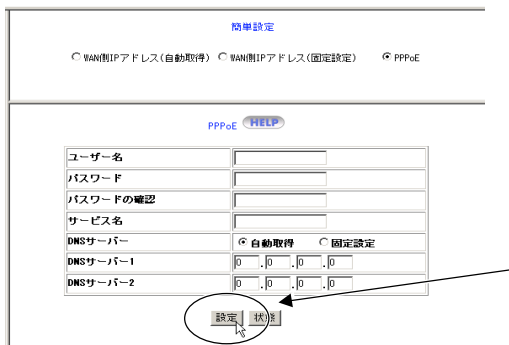 簡単設定
WAN側IPアドレス(自動取得) WAN側IPアドレス(固定設定) PPPoE
PPPoE HELP
ユーザー名
パスワード
パスワードの確認
サービス名
DNSサーバー 自動取得 固定設定
DNSサーバー1 0 . 0 . 0 . 0
DNSサーバー2 0 . 0 . 0 . 0
設定 状態